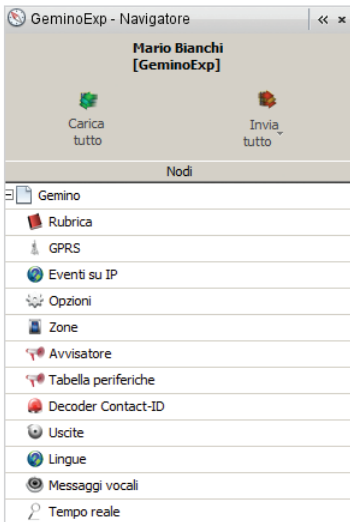 GeminoExp - Navigatore
Mario Bianchi
[GeminoExp]
Carica
tutto
Invia
tutto
Nodi
Gemino
Rubrica
GPRS
Eventi su IP
Opzioni
Zone
Avvisatore
Tabella periferiche
Decoder Contact-ID
Uscite
Lingue
Messaggi vocali
Tempo reale